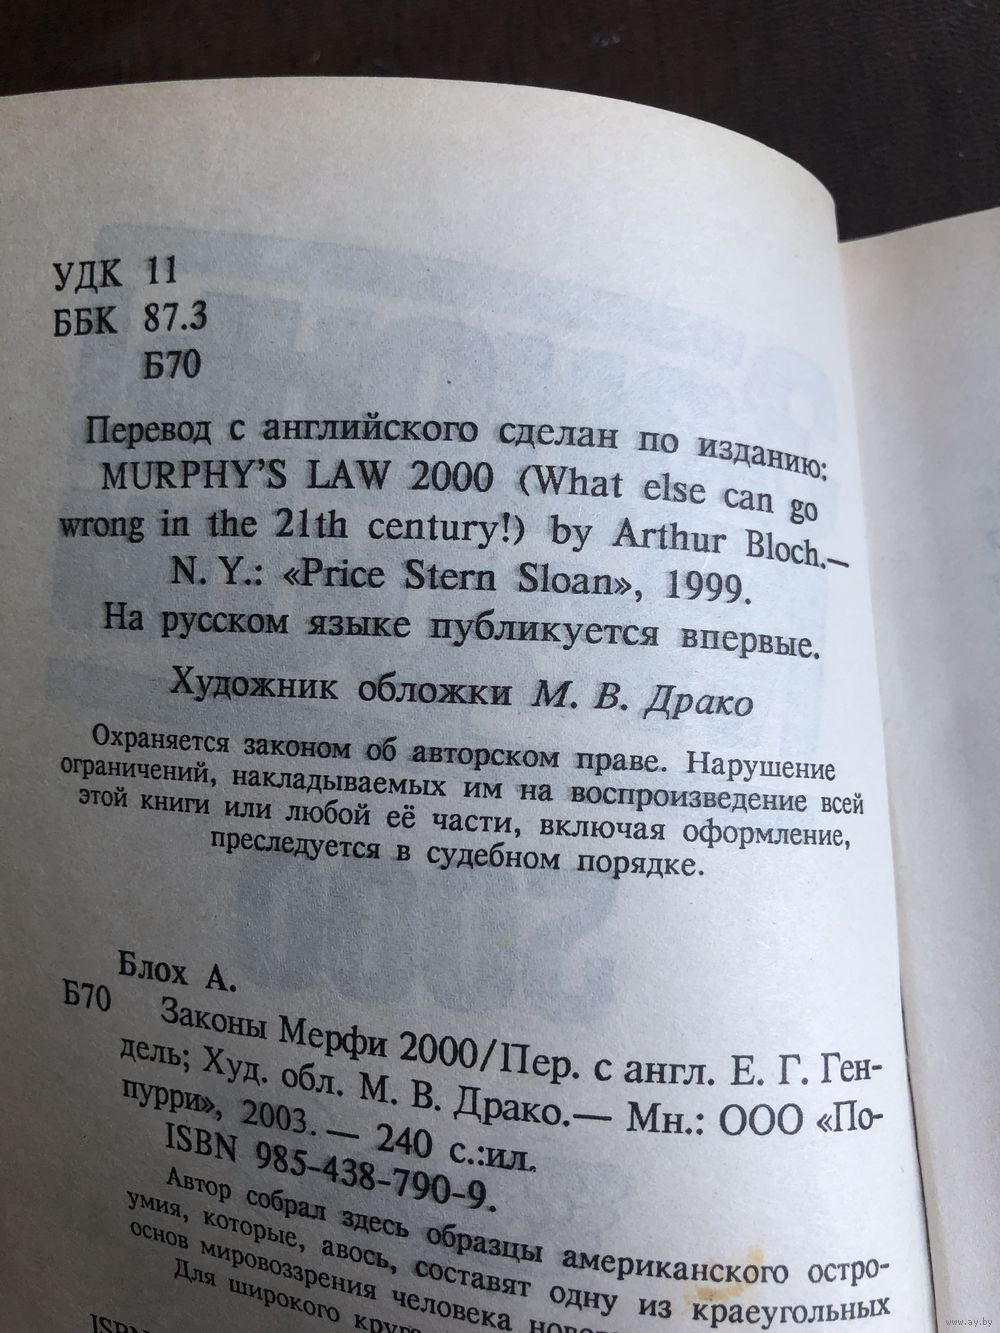 УДК 11
ББК 87.3
Б70
Перевод с английского сделан по изданию:
MURPHY'S LAW 2000 (What else can go
wrong in the 21th century!) by Arthur Bloch.—
N. Y.: «Price Stern Sloan», 1999.
На русском языке публикуется впервые.
Художник обложки М. В. Драко
Охраняется законом об авторском праве. Нарушение
ограничений, накладываемых им на воспроизведение всей
этой книги или любой её части, включая оформление,
преследуется в судебном порядке.
Блох А.
Б70 Законы Мерфи 2000/Пер. с англ. Е. Г. Ген-
дель; Худ. обл. М. В. Драко.— Мн.: ООО «По-
пурри», 2003.— 240 с.:ил.
ISBN 985-438-790-9.
Автор собрал здесь образцы американского остро-
умия, которые, авось, составят одну из краеугольных
основ мировоззрения человека
Для широкого
ISBN
www.ay.by